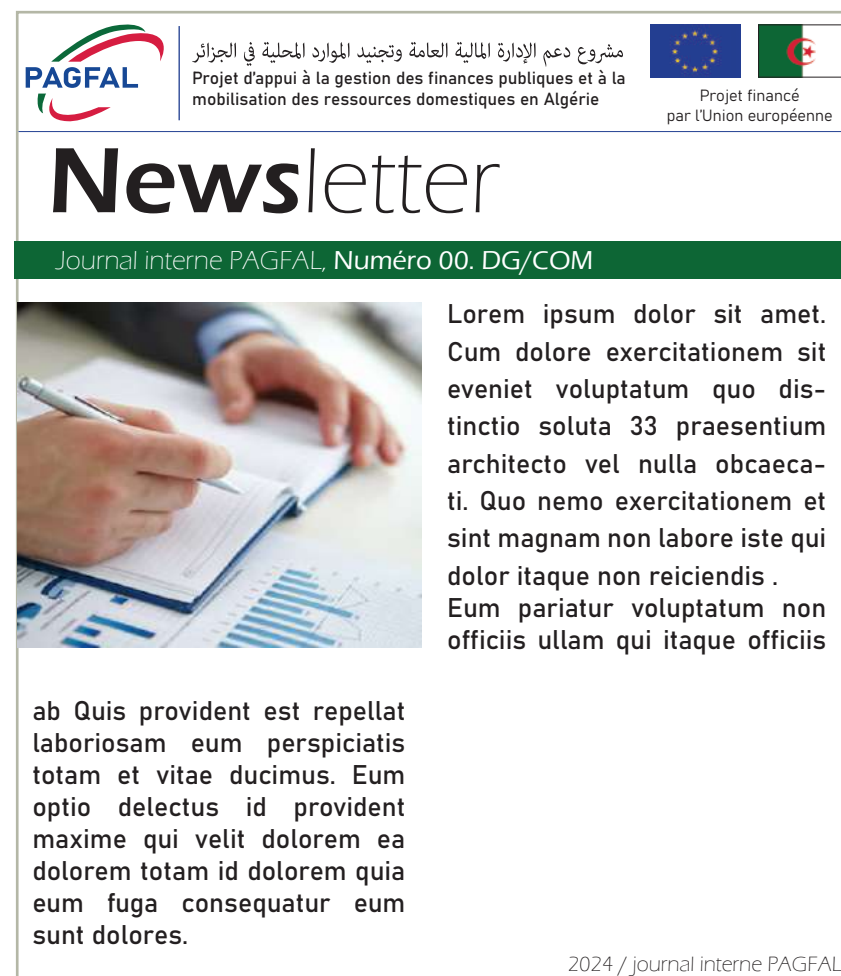 PAGFAL
مشروع دعم الإدارة المالية العامة وتجنيد الموارد المحلية في الجزائر
Projet d'appui à la gestion des finances publiques et à la
mobilisation des ressources domestiques en Algérie
Projet financé
par l'Union européenne
Newsletter
Journal interne PAGFAL, Numéro 00. DG/COM
Lorem ipsum dolor sit amet.
Cum dolore exercitationem sit
eveniet voluptatum quo dis-
tinctio soluta 33 praesentium
architecto vel nulla obcaeca-
ti. Quo nemo exercitationem et
sint magnam non labore iste qui
dolor itaque non reiciendis .
Eum pariatur voluptatum non
officiis ullam qui itaque officiis
ab Quis provident est repellat
laboriosam eum perspiciatis
totam et vitae ducimus. Eum
optio delectus id provident
maxime qui velit dolorem ea
dolorem totam id dolorem quia
eum fuga consequatur eum
sunt dolores.
2024 / journal interne PAGFAL